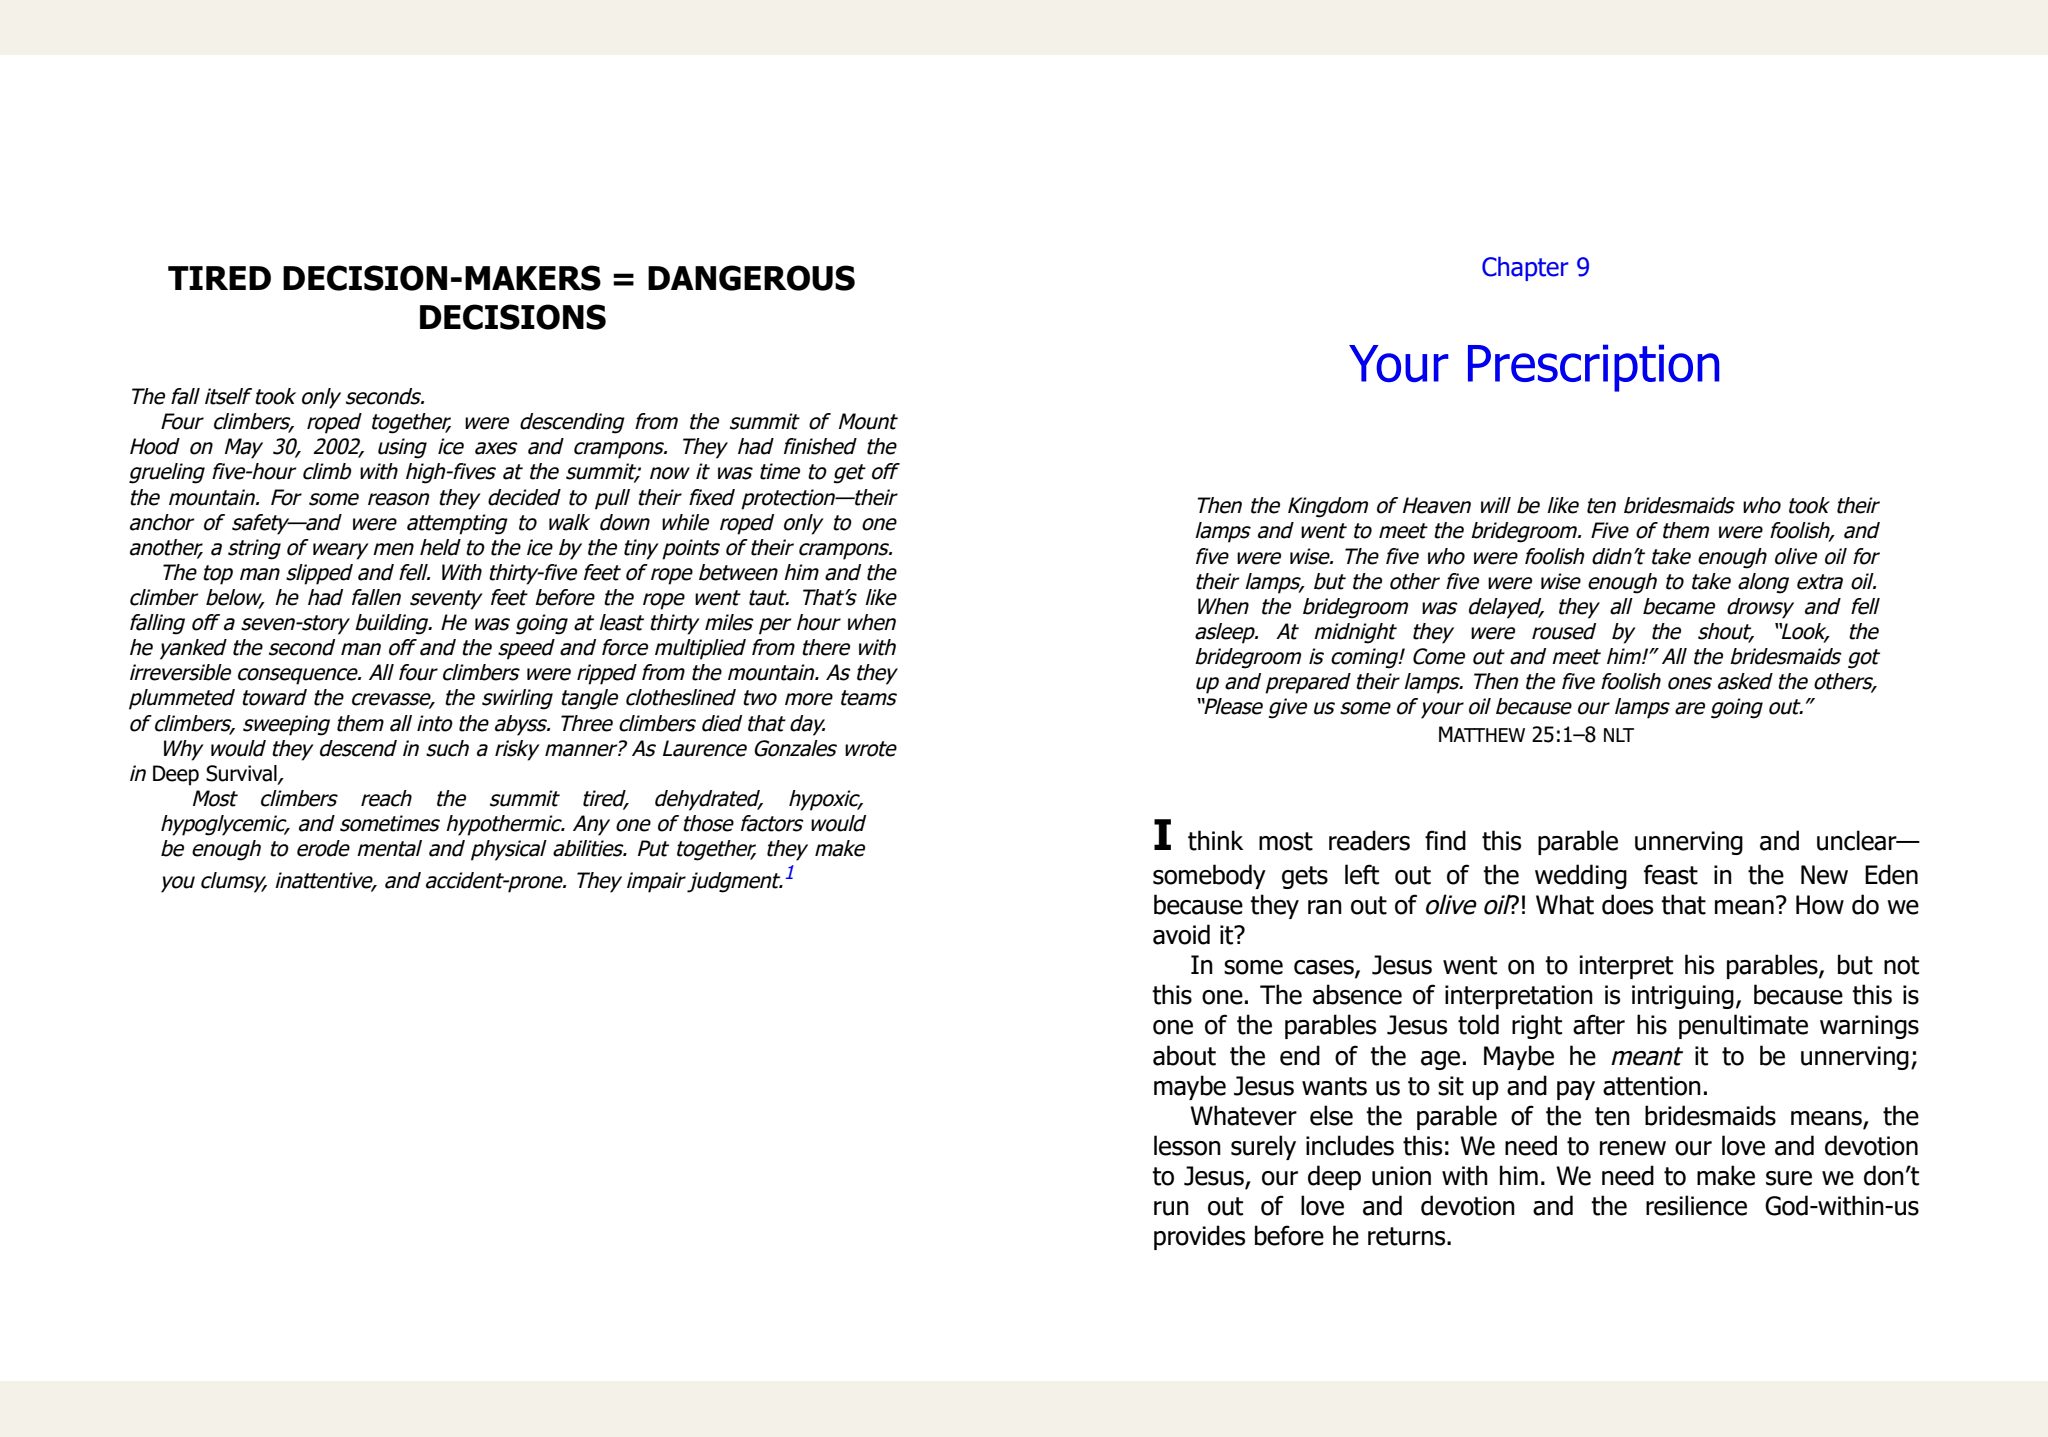 TIRED DECISION-MAKERS = DANGEROUS
DECISIONS
The fall itself took only seconds.
Four climbers, roped together, were descending from the summit of Mount
Hood on May 30, 2002, using ice axes and crampons. They had finished the
grueling five-hour climb with high-fives at the summit; now it was time to get off
the mountain. For some reason they decided to pull their fixed protection—their
anchor of safety—and were attempting to walk down while roped only to one
another, a string of weary men held to the ice by the tiny points of their crampons.
The top man slipped and fell. With thirty-five feet of rope between him and the
climber below, he had fallen seventy feet before the rope went taut. That’s like
falling off a seven-story building. He was going at least thirty miles per hour when
he yanked the second man off and the speed and force multiplied from there with
irreversible consequence. All four climbers were ripped from the mountain. As they
plummeted toward the crevasse, the swirling tangle clotheslined two more teams
of climbers, sweeping them all into the abyss. Three climbers died that day.
Why would they descend in such a risky manner? As Laurence Gonzales wrote
in Deep Survival,
Most climbers reach the summit tired, dehydrated, hypoxic,
hypoglycemic, and sometimes hypothermic. Any one of those factors would
be enough to erode mental and physical abilities. Put together, they make
you clumsy, inattentive, and accident-prone. They impair judgment.1
Chapter 9
Your Prescription
Then the Kingdom of Heaven will be like ten bridesmaids who took their
lamps and went to meet the bridegroom. Five of them were foolish, and
five were wise. The five who were foolish didn’t take enough olive oil for
their lamps, but the other five were wise enough to take along extra oil.
When the bridegroom was delayed, they all became drowsy and fell
asleep. At midnight they were roused by the shout, “Look, the
bridegroom is coming! Come out and meet him!” All the bridesmaids got
up and prepared their lamps. Then the five foolish ones asked the others,
“Please give us some of your oil because our lamps are going out.”
MATTHEW 25:1–8 NLT
I think most readers find this parable unnerving and unclear—
somebody gets left out of the wedding feast in the New Eden
because they ran out of olive oil?! What does that mean? How do we
avoid it?
In some cases, Jesus went on to interpret his parables, but not
this one. The absence of interpretation is intriguing, because this is
one of the parables Jesus told right after his penultimate warnings
about the end of the age. Maybe he meant it to be unnerving;
maybe Jesus wants us to sit up and pay attention.
Whatever else the parable of the ten bridesmaids means, the
lesson surely includes this: We need to renew our love and devotion
to Jesus, our deep union with him. We need to make sure we don’t
run out of love and devotion and the resilience God-within-us
provides before he returns.